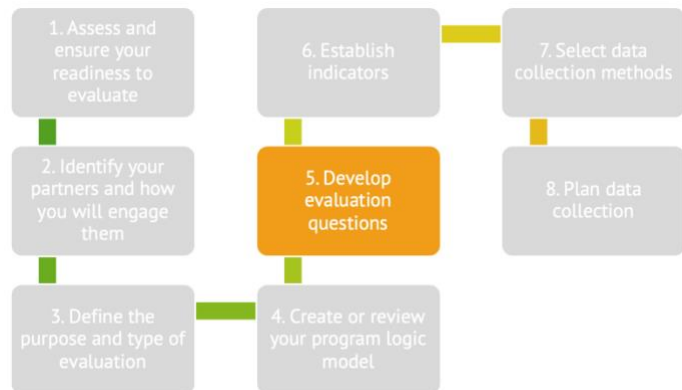 1. Assess and
ensure your
readiness to
evaluate
2. Identify your
partners and how
you will engage
them
3. Define the
purpose and type of
evaluation
4. Create or review
your program logic
model
5. Develop
evaluation
questions
6. Establish
indicators
7. Select data
collection methods
8. Plan data
collection